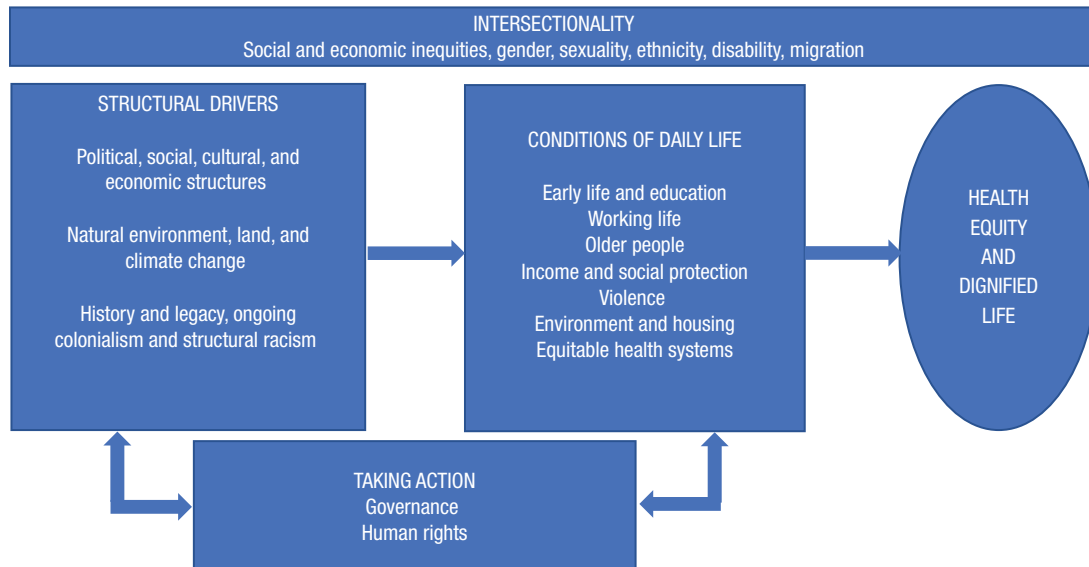 INTERSECTIONALITY
Social and economic inequities, gender, sexuality, ethnicity, disability, migration
STRUCTURAL DRIVERS
Political, social, cultural, and
economic structures
Natural environment, land, and
climate change
History and legacy, ongoing
colonialism and structural racism
CONDITIONS OF DAILY LIFE
Early life and education
Working life
Older people
Income and social protection
Violence
Environment and housing
Equitable health systems
HEALTH
EQUITY
AND
DIGNIFIED
LIFE
TAKING ACTION
Governance
Human rights